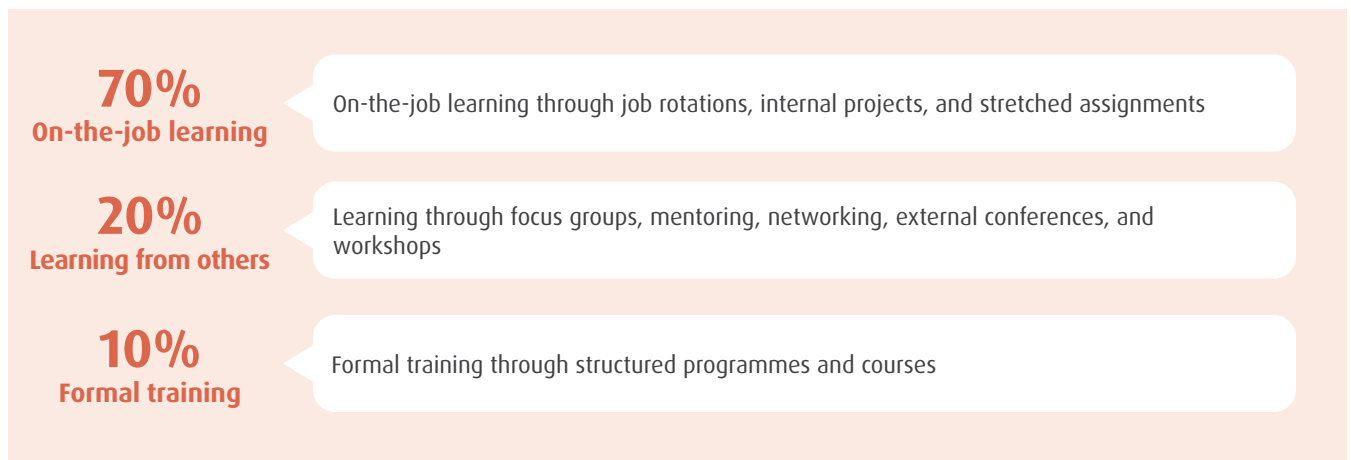 70%
On-the-job learning
On-the-job learning through job rotations, internal projects, and stretched assignments
20%
Learning from others
Learning through focus groups, mentoring, networking, external conferences, and
workshops
10%
Formal training
Formal training through structured programmes and courses